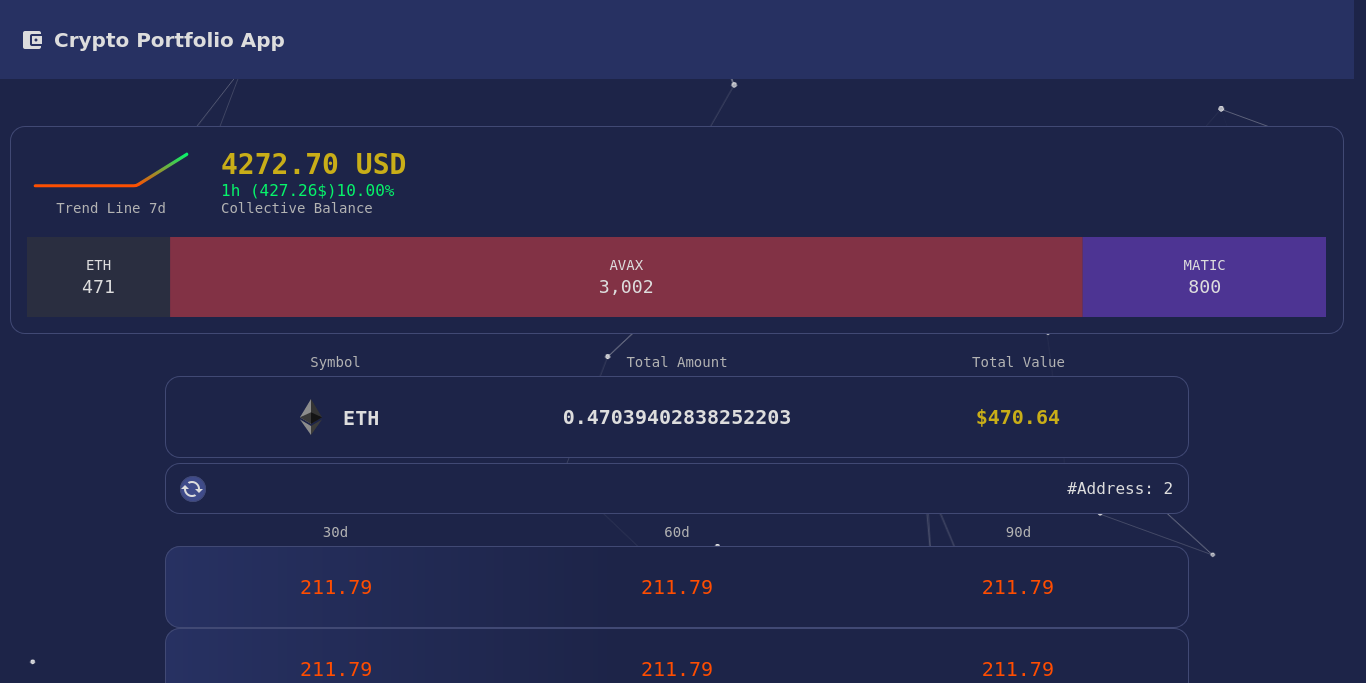 Crypto Portfolio App
4272.70 USD
1h (427.26$)10.00%
Trend Line 7d
Collective Balance
ETH
471
AVAX
3,002
MATIC
800
Symbol Total Amount Total Value
ETH 0.47039402838252203 $470.64
#Address: 2
30d 60d 90d
211.79 211.79 211.79
211.79 211.79 211.79